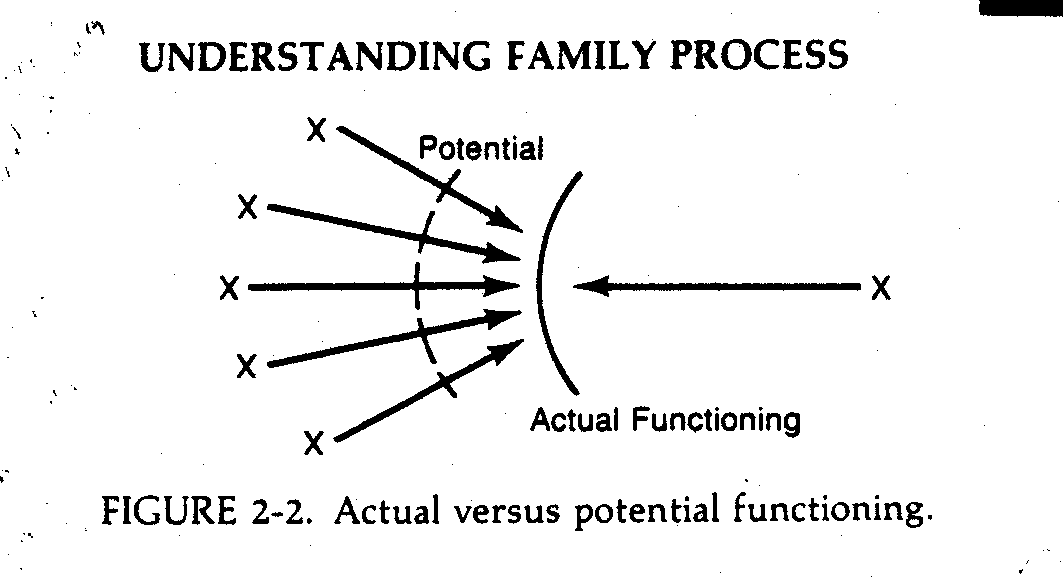 UNDERSTANDING FAMILY PROCESS
X
Potential
X
X
X
X
X
Actual Functioning
FIGURE 2-2. Actual versus potential functioning.